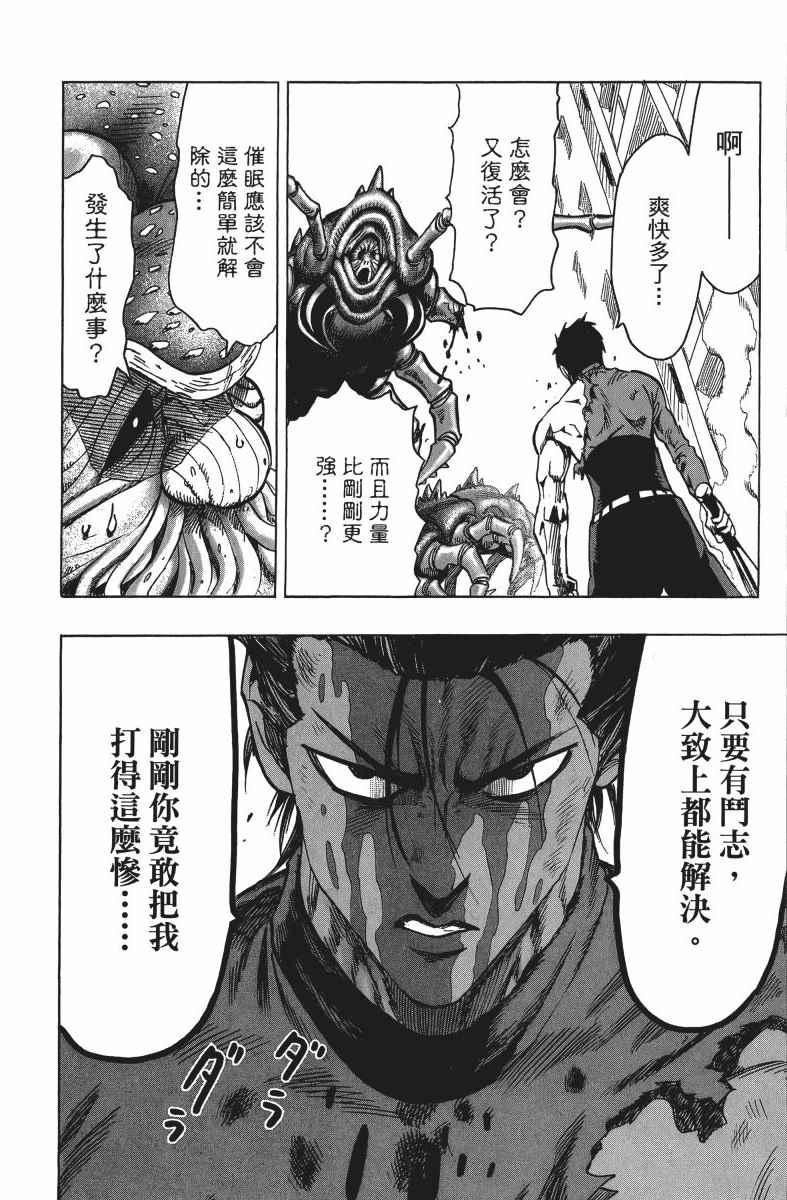 啊——
爽快多了…
怎麼會？
又復活了？
而且力量
比剛剛更
強……？
催眠應該不會
這麼簡單就解
除的…
發生了什麼事？
只要有鬥志，
大致上都能解決。
剛剛你竟敢把我
打得這麼慘……
ダラ
ダラ